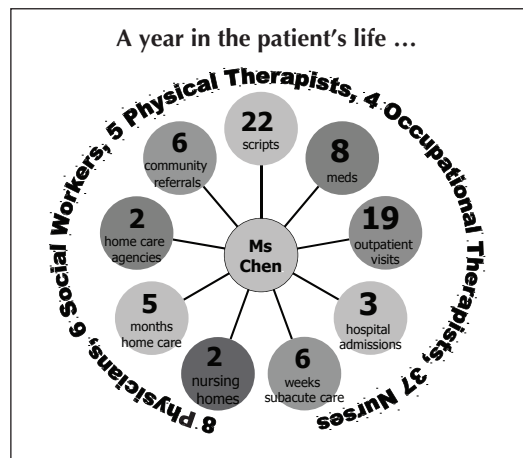 A year in the patient's life …
8 Physicians, 6 Social Workers, 5 Physical Therapists, 4 Occupational Therapists, 37 Nurses
22
scripts
8
meds
19
outpatient
visits
3
hospital
admissions
6
weeks
subacute care
2
nursing
homes
5
months
home care
2
home care
agencies
6
community
referrals
Ms
Chen